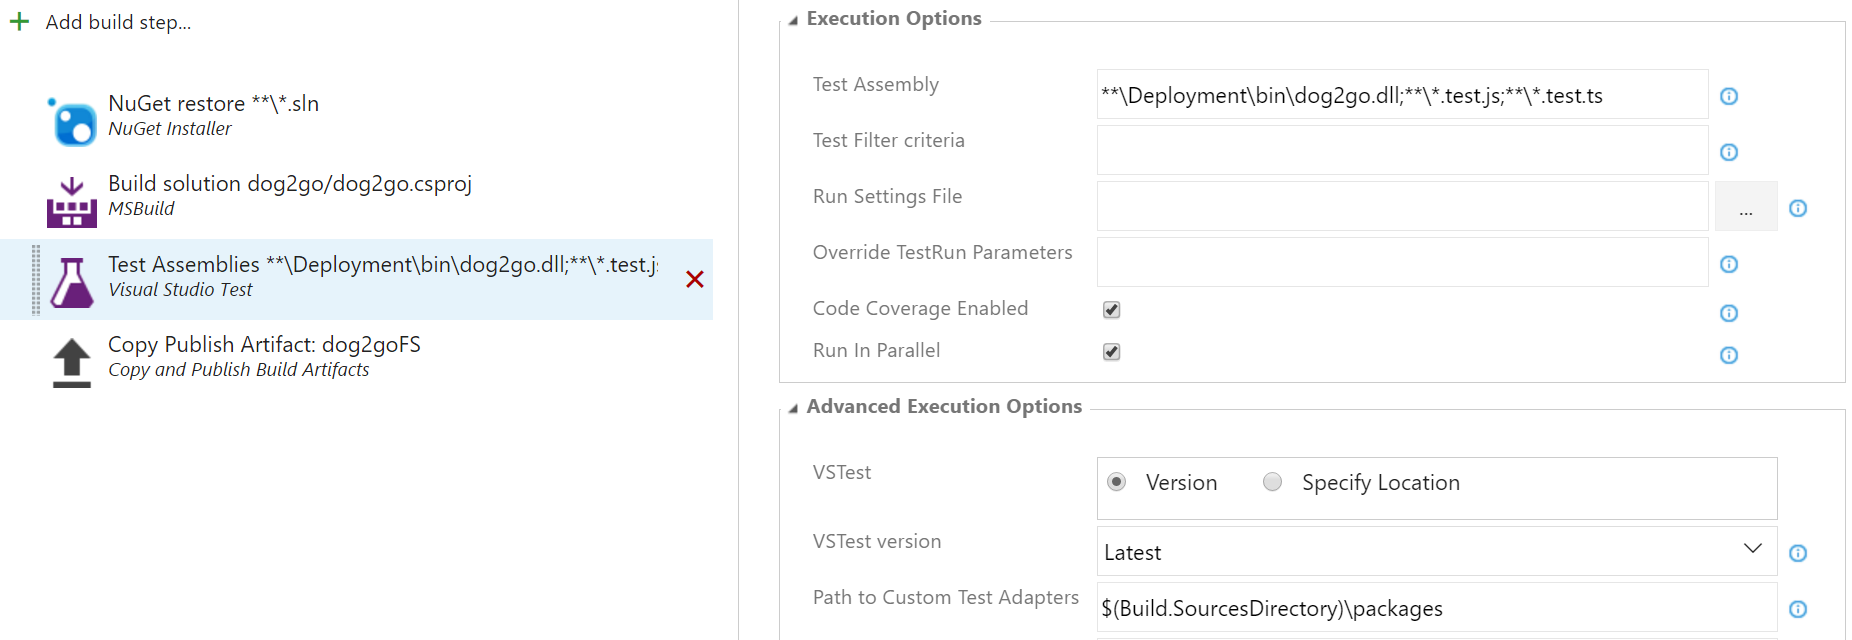 Add build step...
NuGet restore **\*.sln
NuGet Installer
Build solution dog2go/dog2go.csproj
MSBuild
Test Assemblies **\Deployment\bin\dog2go.dll;**\*.test.js
Visual Studio Test
Copy Publish Artifact: dog2goFS
Copy and Publish Build Artifacts
Execution Options
Test Assembly
**\Deployment\bin\dog2go.dll;**\*.test.js;**\*.test.ts
Test Filter criteria
Run Settings File
...
Override TestRun Parameters
Code Coverage Enabled
Run In Parallel
Advanced Execution Options
VSTest
Version
Specify Location
VSTest version
Latest
Path to Custom Test Adapters
$(Build.SourcesDirectory)\packages